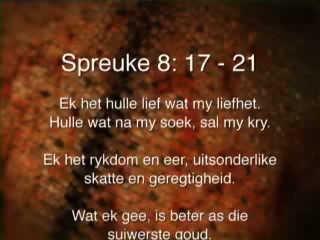 Spreuke 8: 17 - 21
Ek het hulle lief wat my liefhet.
Hulle wat na my soek, sal my kry.
Ek het rykdom en eer, uitsonderlike
skatte en geregtigheid.
Wat ek gee, is beter as die
suiwerste goud.